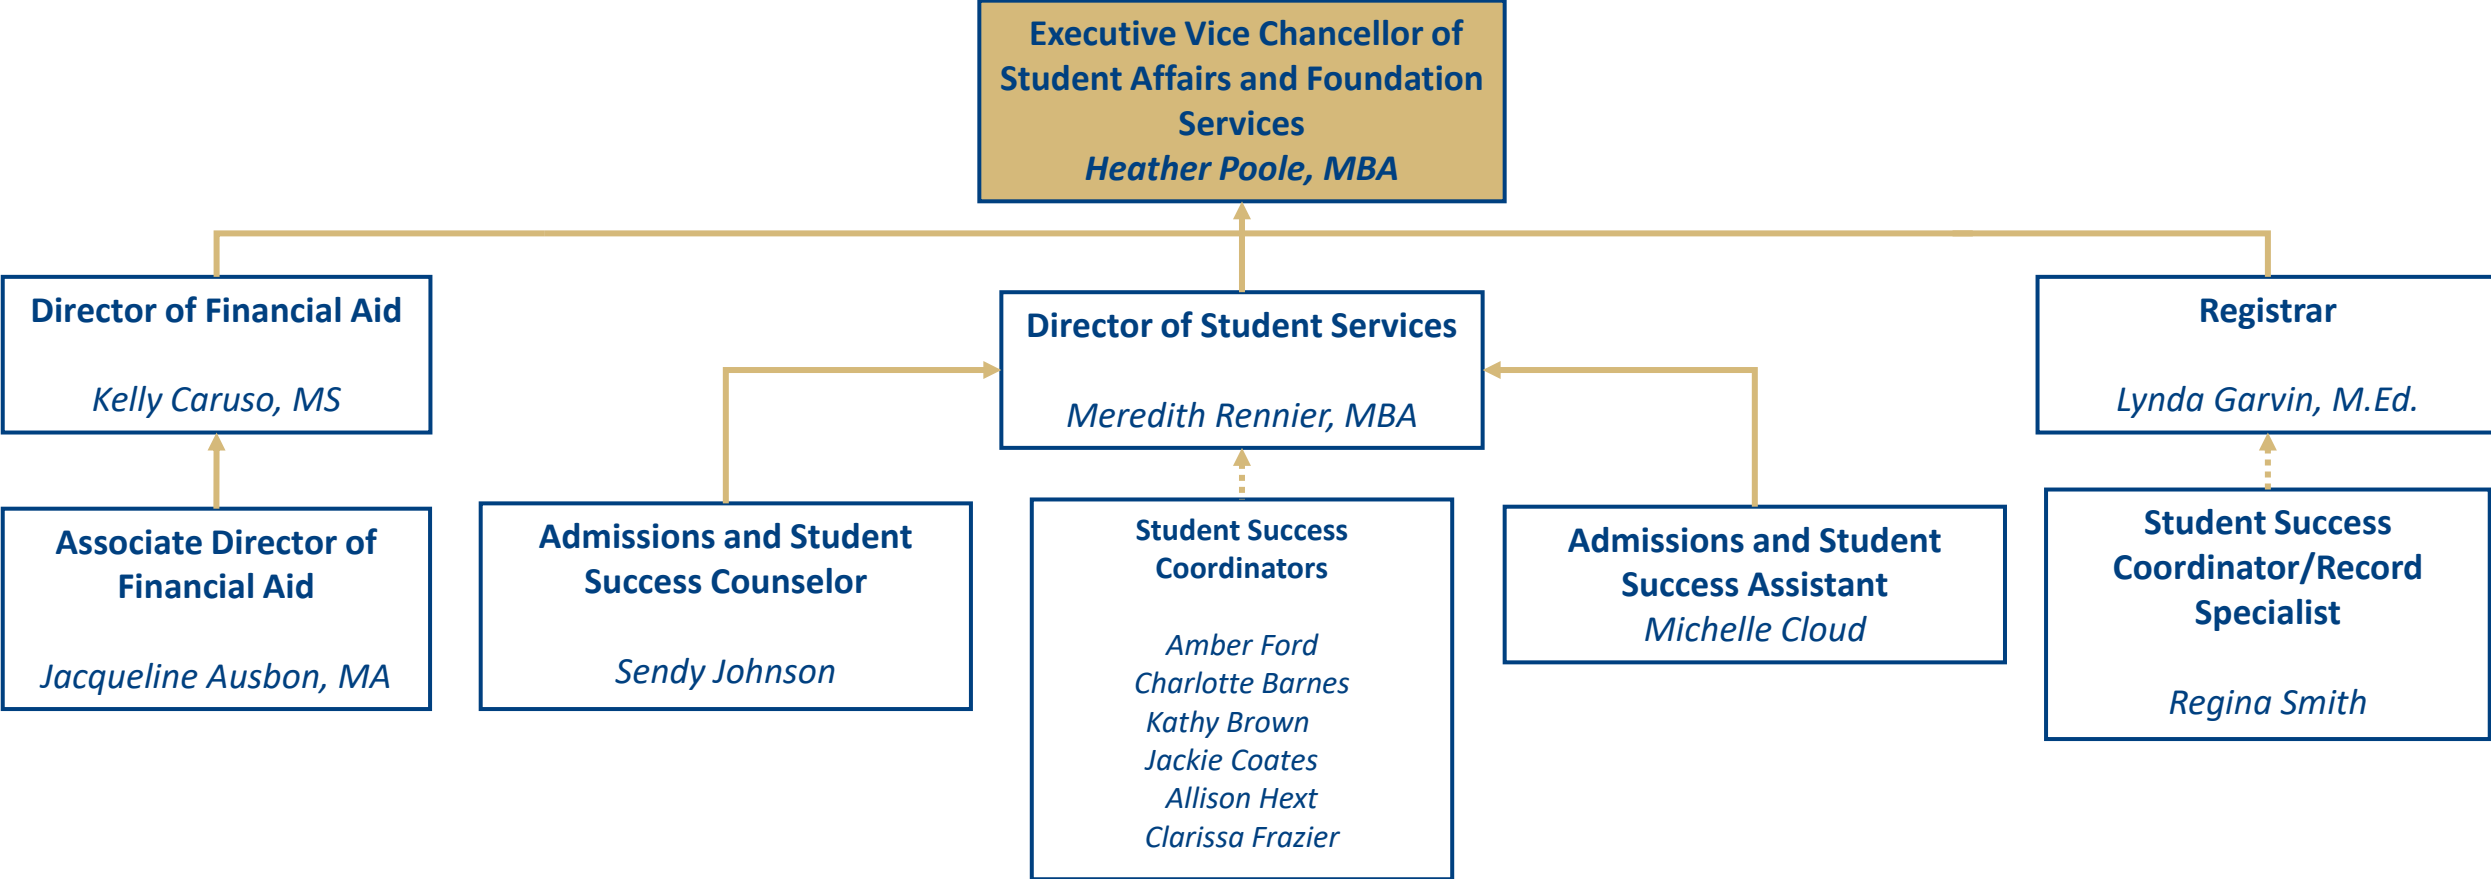 Executive Vice Chancellor of
Student Affairs and Foundation
Services
Heather Poole, MBA
Director of Financial Aid
Kelly Caruso, MS
Director of Student Services
Meredith Rennier, MBA
Registrar
Lynda Garvin, M.Ed.
Associate Director of
Financial Aid
Jacqueline Ausbon, MA
Admissions and Student
Success Counselor
Sendy Johnson
Student Success
Coordinators
Amber Ford
Charlotte Barnes
Kathy Brown
Jackie Coates
Allison Hext
Clarissa Frazier
Admissions and Student
Success Assistant
Michelle Cloud
Student Success
Coordinator/Record
Specialist
Regina Smith